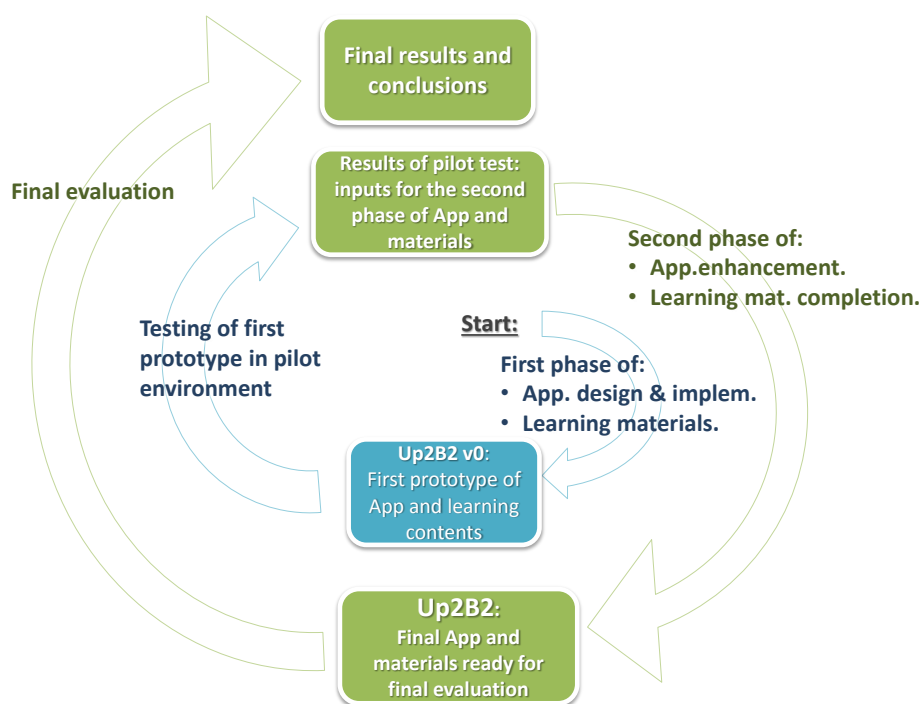 Final results and
conclusions
Results of pilot test:
inputs for the second
phase of App and
materials
Final evaluation
Second phase of:
• App.enhancement.
• Learning mat. completion.
Testing of first
prototype in pilot
environment
Start:
First phase of:
• App. design & implem.
• Learning materials.
Up2B2 v0:
First prototype of
App and learning
contents
Up2B2:
Final App and
materials ready for
final evaluation